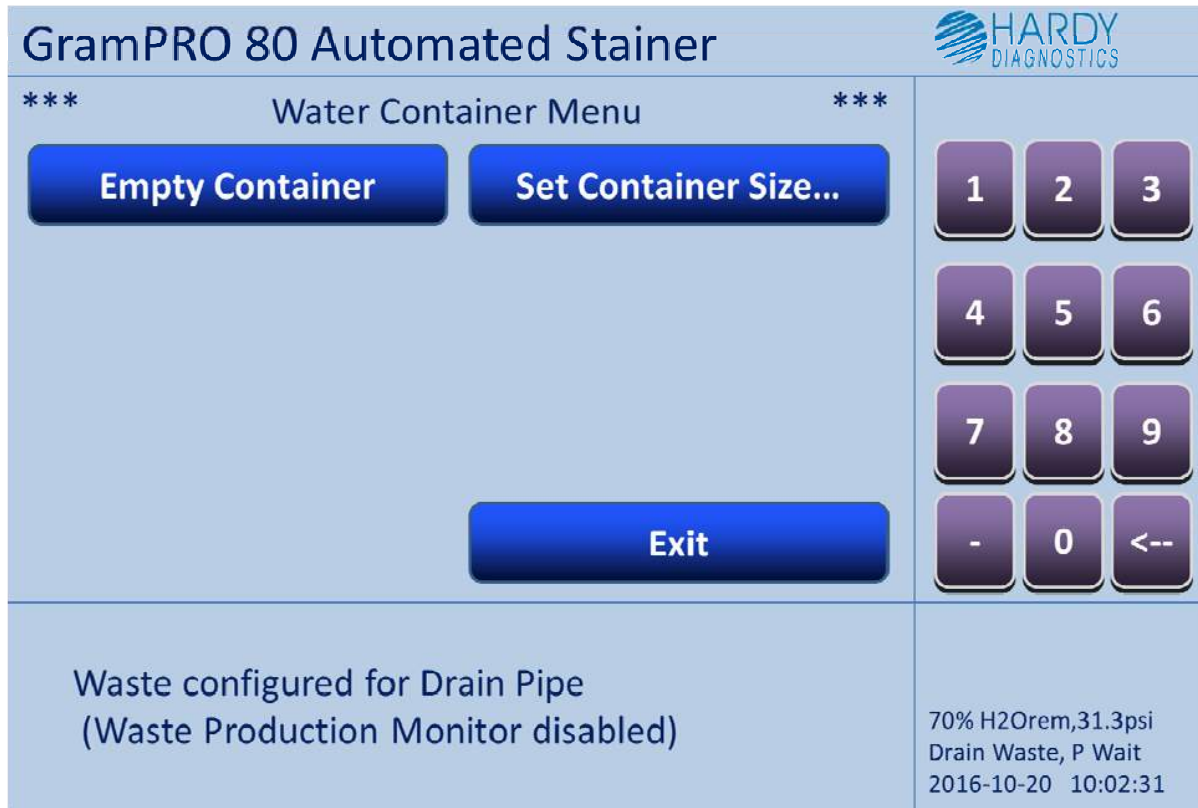 GramPRO 80 Automated Stainer
HARDY
DIAGNOSTICS
*** Water Container Menu ***
Empty Container Set Container Size...
Exit
1 2 3
4 5 6
7 8 9
- 0 <--
Waste configured for Drain Pipe
(Waste Production Monitor disabled)
70% H2Orem,31.3psi
Drain Waste, P Wait
2016-10-20 10:02:31